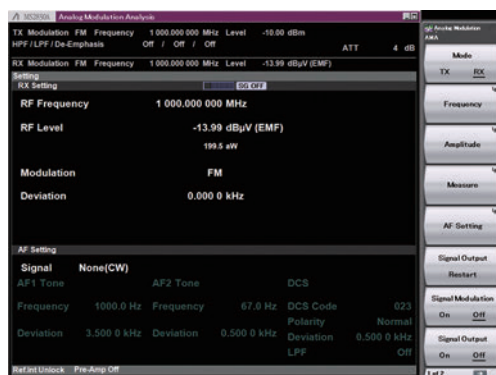 MS2830A Analog Modulation Analysis
TX Modulation FM Frequency 1 000.000 000 MHz Level -10.00 dBm
HPF / LPF / De-Emphasis Off / Off / Off ATT 4 dB
RX Modulation FM Frequency 1 000.000 000 MHz Level -13.99 dBµV (EMF)
Setting
RX Setting SG OFF
RF Frequency 1 000.000 000 MHz
RF Level -13.99 dBµV (EMF)
199.5 aW
Modulation FM
Deviation 0.000 0 kHz
AF Setting
Signal None(CW)
AF1 Tone AF2 Tone DCS
Frequency 1000.0 Hz Frequency 67.0 Hz DCS Code 023
Polarity Normal
Deviation 3.500 0 kHz Deviation 0.500 0 kHz Deviation 0.500 0 kHz
LPF Off
Ref.Int Unlock Pre-Amp Off
Analog Modulation
AMA
Mode
TX RX
Frequency
Amplitude
Measure
AF Setting
Signal Output
Restart
Signal Modulation
On Off
Signal Output
On Off
1 of 2